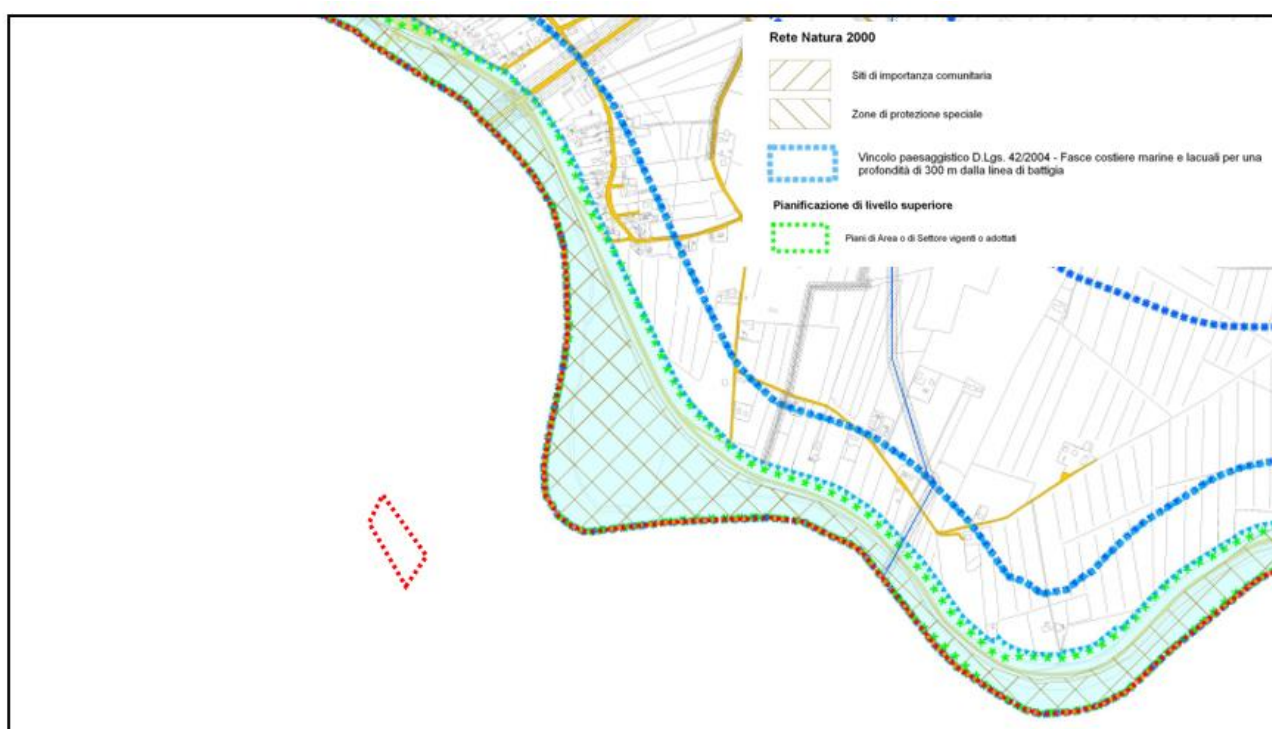 Rete Natura 2000
Siti di importanza comunitaria
Zone di protezione speciale
Vincolo paesaggistico D.Lgs. 42/2004 - Fasce costiere marine e lacuali per una
profondità di 300 m dalla linea di battigia
Pianificazione di livello superiore
Piani di Area o di Settore vigenti o adottati